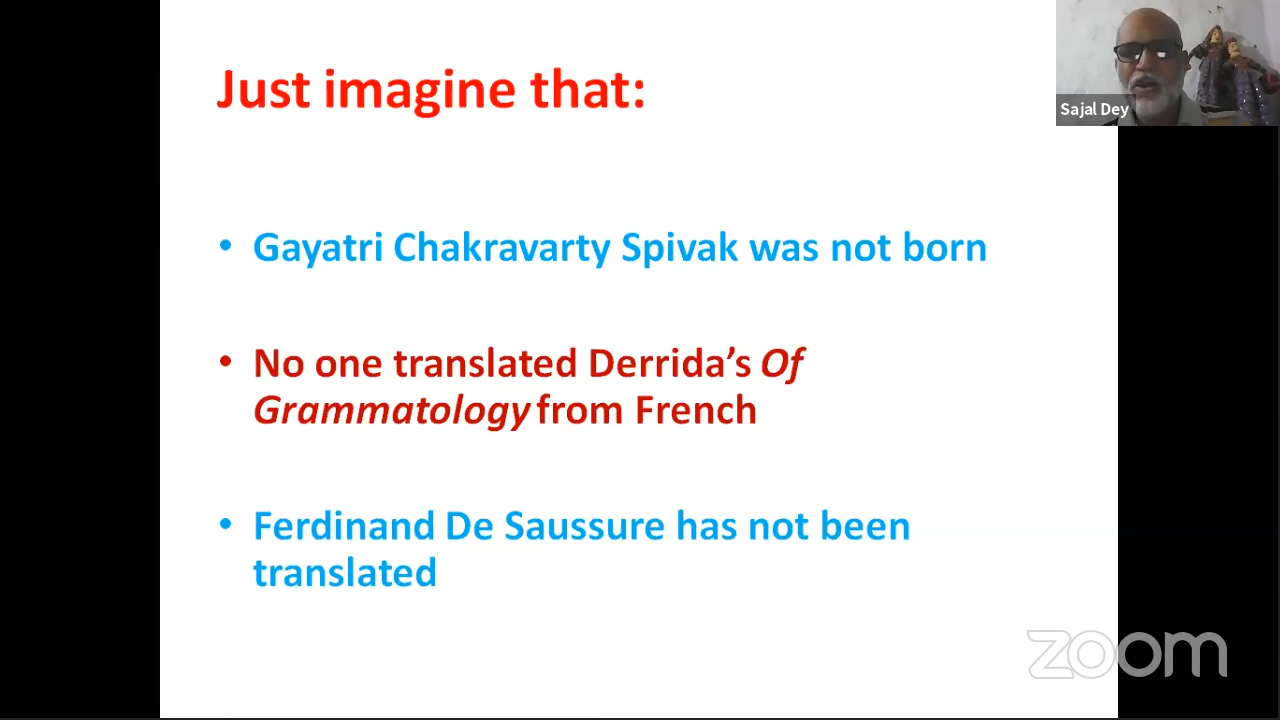 Just imagine that:
Sajal Dey
• Gayatri Chakravarty Spivak was not born
• No one translated Derrida’s Of
Grammatology from French
• Ferdinand De Saussure has not been
translated
zoom